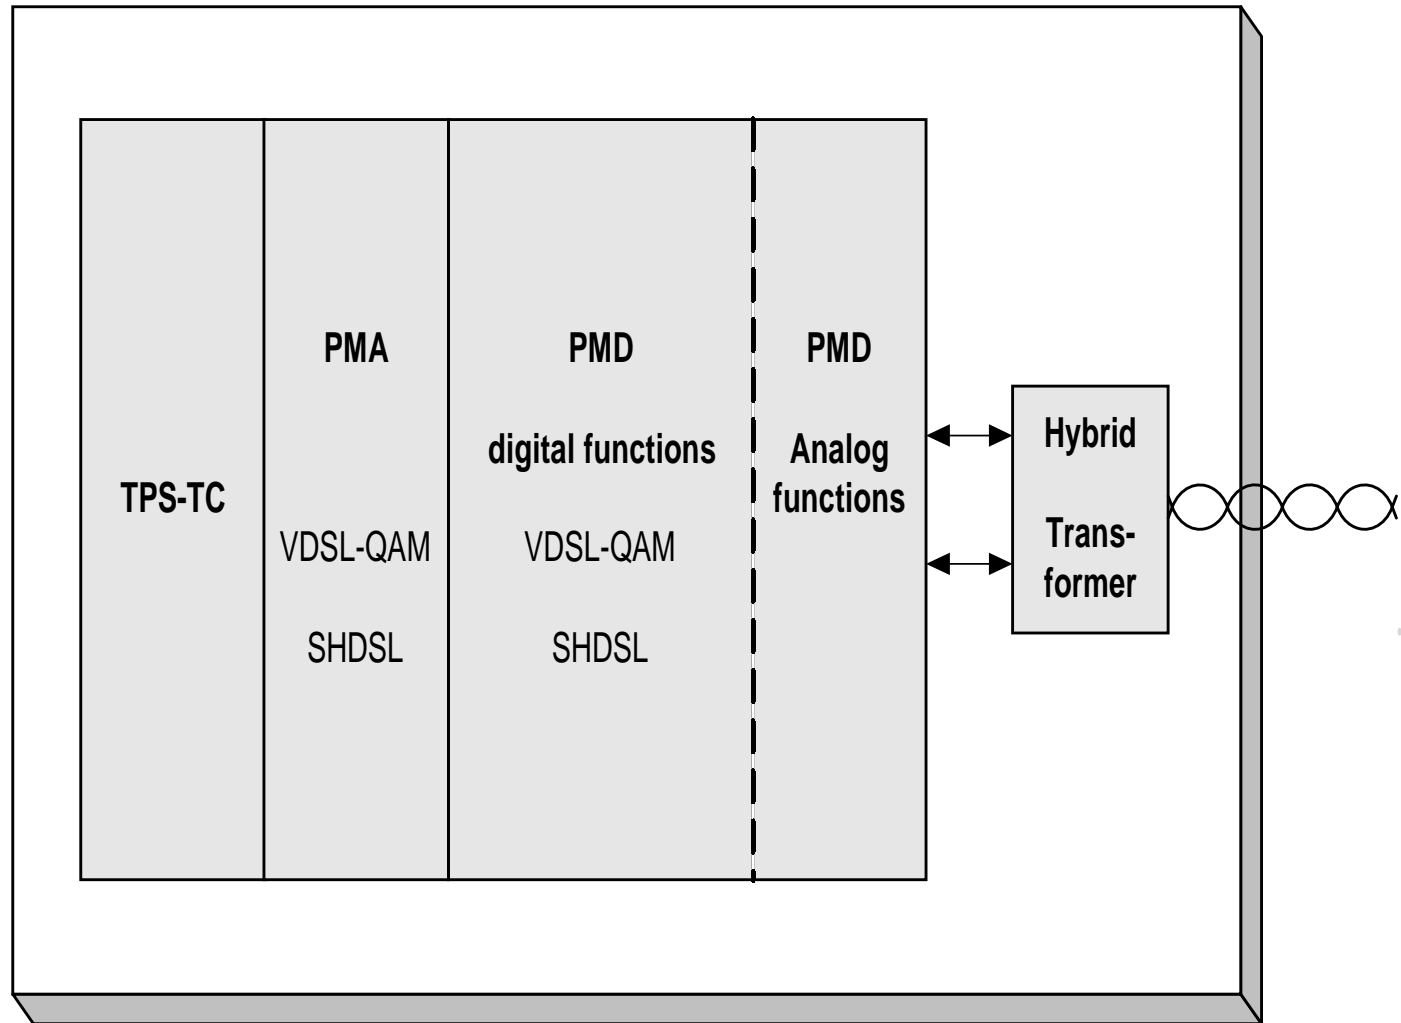 TPS-TC
PMA
VDSL-QAM
SHDSL
PMD
digital functions
VDSL-QAM
SHDSL
PMD
Analog
functions
Hybrid
Trans-
former